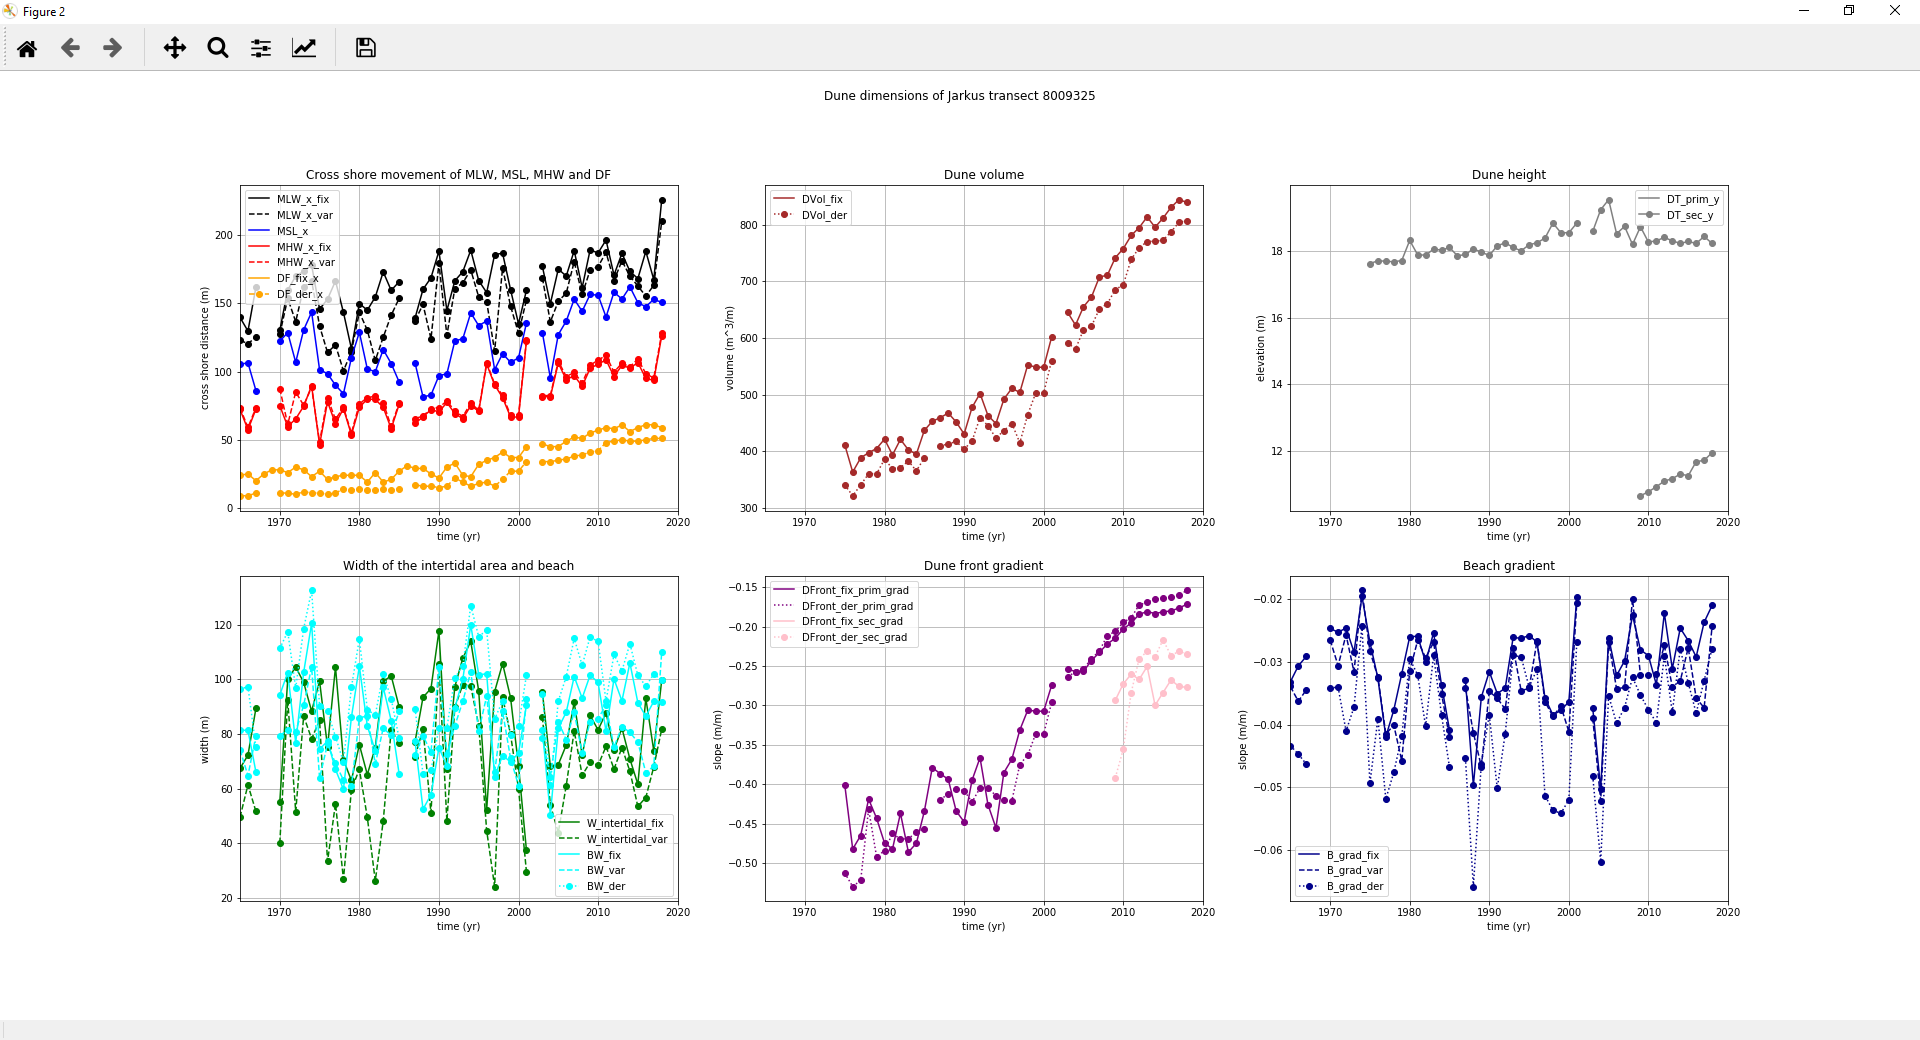 Figure 2
Dune dimensions of Jarkus transect 8009325
Cross shore movement of MLW, MSL, MHW and DF
MLW_x_fix
MLW_x_var
MSL_x
MHW_x_fix
MHW_x_var
DF_fix_x
DF_der_x
cross shore distance (m)
200
150
100
50
0
1970 1980 1990 2000 2010 2020
time (yr)
Dune volume
DVol_fix
DVol_der
volume (m^3/m)
800
700
600
500
400
300
1970 1980 1990 2000 2010 2020
time (yr)
Dune height
DT_prim_y
DT_sec_y
elevation (m)
18
16
14
12
1970 1980 1990 2000 2010 2020
time (yr)
Width of the intertidal area and beach
width (m)
120
100
80
60
40
20
W_intertidal_fix
W_intertidal_var
BW_fix
BW_var
BW_der
1970 1980 1990 2000 2010 2020
time (yr)
Dune front gradient
DFront_fix_prim_grad
DFront_der_prim_grad
DFront_fix_sec_grad
DFront_der_sec_grad
slope (m/m)
−0.15
−0.20
−0.25
−0.30
−0.35
−0.40
−0.45
−0.50
1970 1980 1990 2000 2010 2020
time (yr)
Beach gradient
slope (m/m)
−0.02
−0.03
−0.04
−0.05
−0.06
B_grad_fix
B_grad_var
B_grad_der
1970 1980 1990 2000 2010 2020
time (yr)